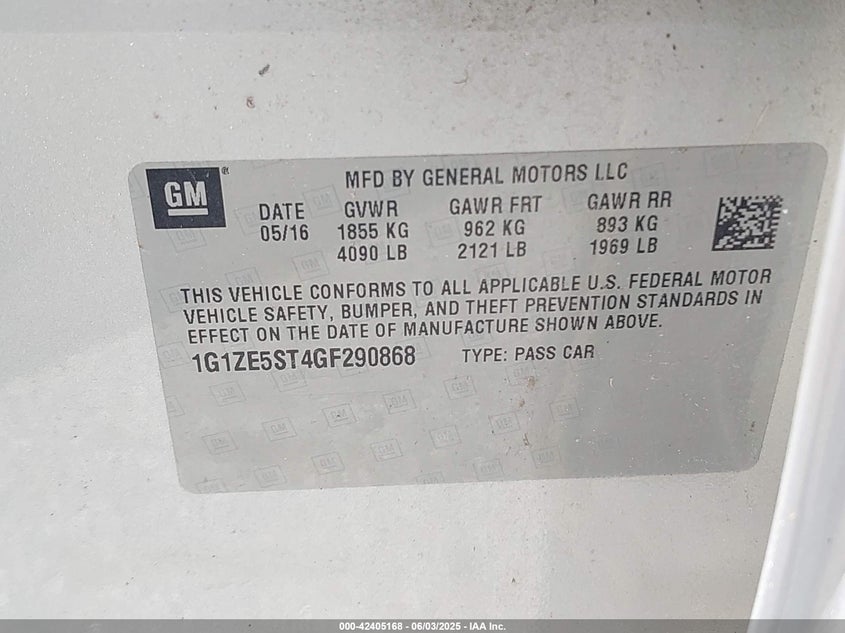 GM
MFD BY GENERAL MOTORS LLC
DATE GVWR GAWR FRT GAWR RR
05/16 1855 KG 962 KG 893 KG
4090 LB 2121 LB 1969 LB
THIS VEHICLE CONFORMS TO ALL APPLICABLE U.S. FEDERAL MOTOR
VEHICLE SAFETY, BUMPER, AND THEFT PREVENTION STANDARDS IN
EFFECT ON THE DATE OF MANUFACTURE SHOWN ABOVE.
1G1ZE5ST4GF290868 TYPE: PASS CAR
000-42405168 - 06/03/2025 - IAA Inc.